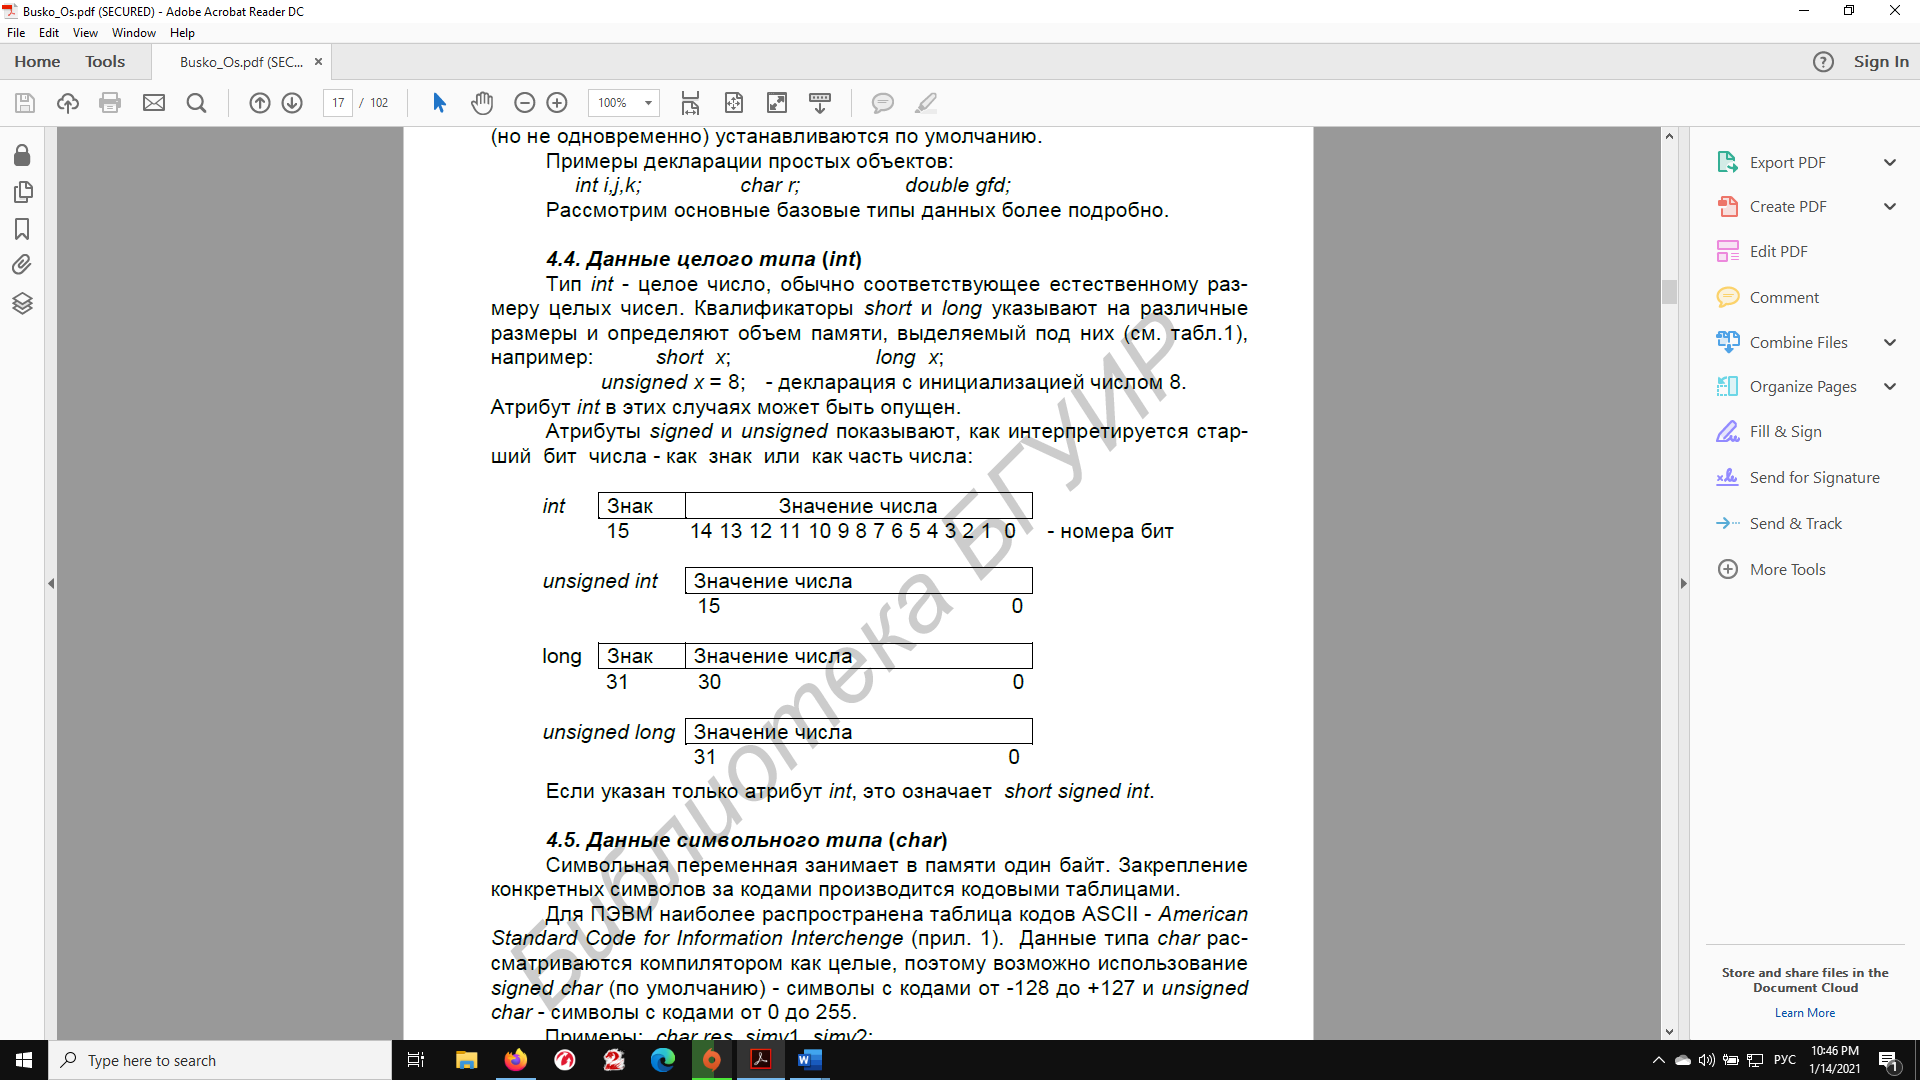 Busko_Os.pdf (SECURED) - Adobe Acrobat Reader DC
File Edit View Window Help
Home Tools Busko_Os.pdf (SEC... × Sign In
17 / 102 100%
(но не одновременно) устанавливаются по умолчанию.
Примеры декларации простых объектов:
int i,j,k; char r; double gfd;
Рассмотрим основные базовые типы данных более подробно.
4.4. Данные целого типа (int)
Тип int - целое число, обычно соответствующее естественному раз-
меру целых чисел. Квалификаторы short и long указывают на различные
размеры и определяют объем памяти, выделяемый под них (см. табл.1),
например: short x; long x;
unsigned x = 8; - декларация с инициализацией числом 8.
Атрибут int в этих случаях может быть опущен.
Атрибуты signed и unsigned показывают, как интерпретируется стар-
ший бит числа - как знак или как часть числа:
int Знак Значение числа
15 14 13 12 11 10 9 8 7 6 5 4 3 2 1 0 - номера бит
unsigned int Значение числа
15 0
long Знак Значение числа
31 30 0
unsigned long Значение числа
31 0
Если указан только атрибут int, это означает short signed int.
4.5. Данные символьного типа (char)
Символьная переменная занимает в памяти один байт. Закрепление
конкретных символов за кодами производится кодовыми таблицами.
Для ПЭВМ наиболее распространена таблица кодов ASCII - American
Standard Code for Information Interchenge (прил. 1). Данные типа char рас-
сматриваются компилятором как целые, поэтому возможно использование
signed char (по умолчанию) - символы с кодами от -128 до +127 и unsigned
char - символы с кодами от 0 до 255.
Примеры: char res, simv1, simv2;
Библиотека БГУИР
Export PDF
Create PDF
Edit PDF
Comment
Combine Files
Organize Pages
Fill & Sign
Send for Signature
Send & Track
More Tools
Store and share files in the
Document Cloud
Learn More
Type here to search
РУС
10:46 PM
1/14/2021
1